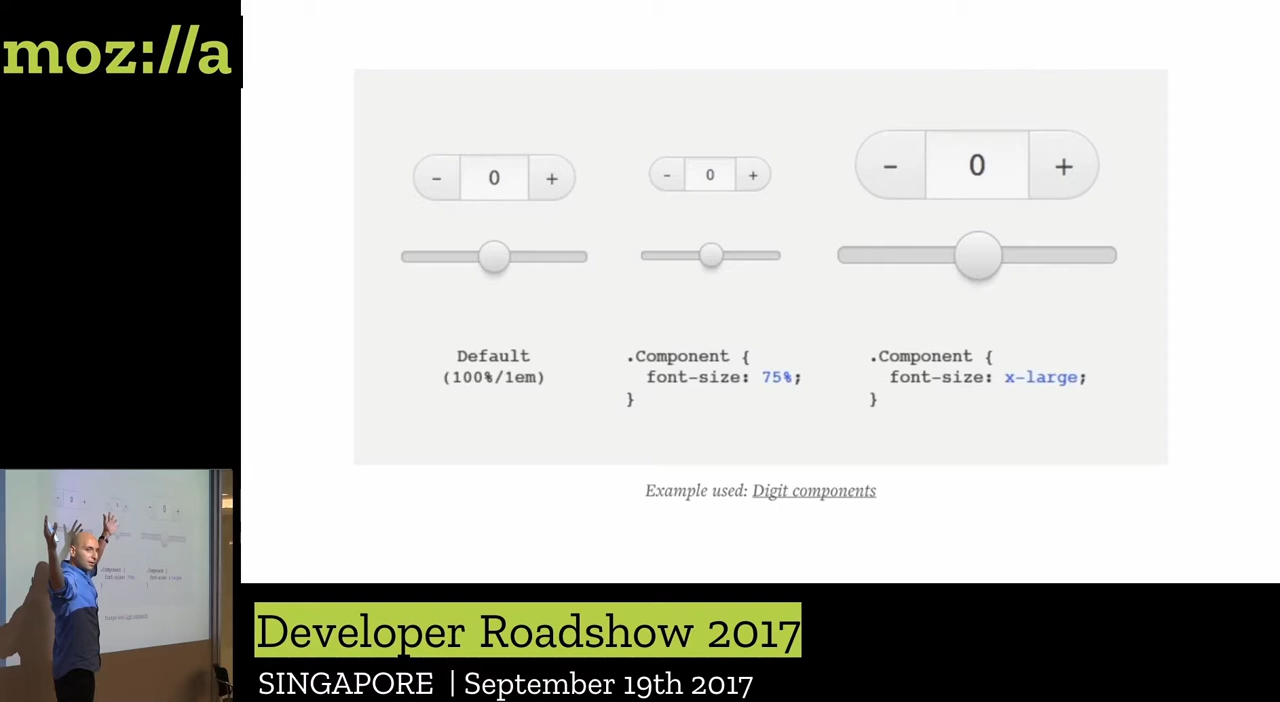 moz://a
- 0 +
- 0 +
- 0 +
Default
(100%/1em)
.Component {
font-size: 75%;
}
.Component {
font-size: x-large;
}
Example used: Digit components
Developer Roadshow 2017
SINGAPORE | September 19th 2017